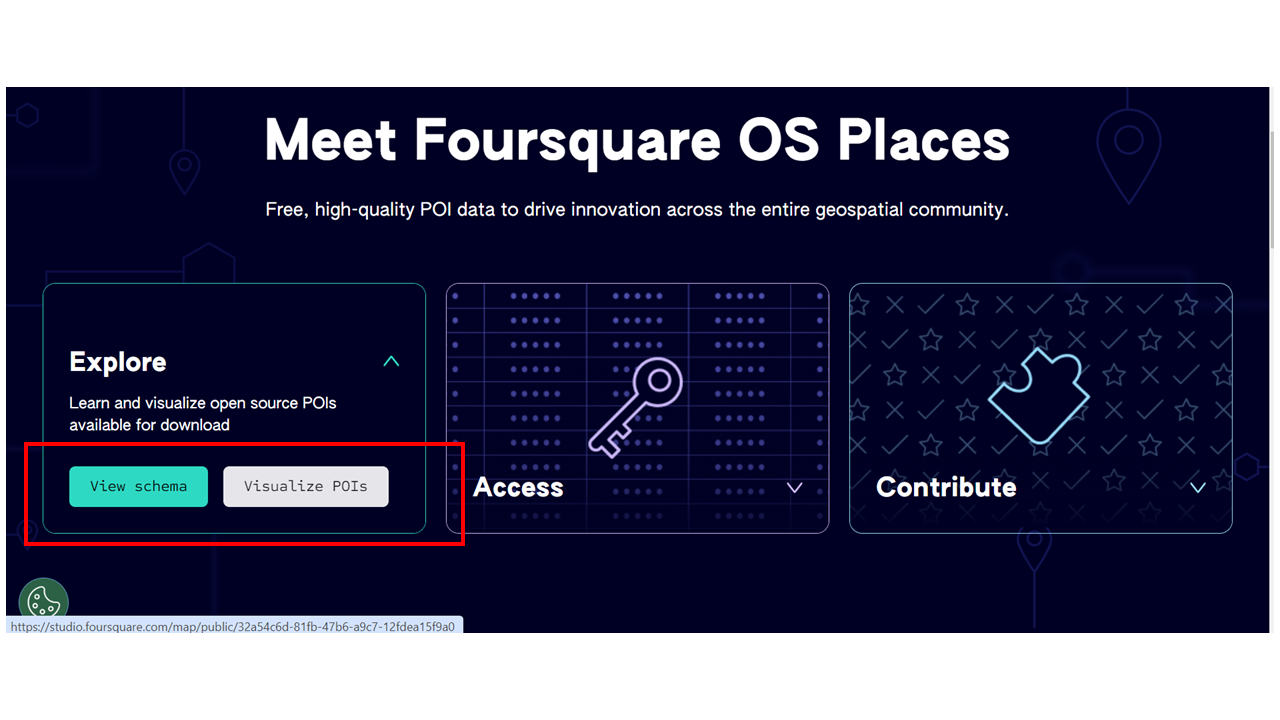 Meet Foursquare OS Places
Free, high-quality POI data to drive innovation across the entire geospatial community.
Explore
Learn and visualize open source POIs
available for download
View schema
Visualize POIs
Access
Contribute
https://studio.foursquare.com/map/public/32a54c6d-81fb-47b6-a9c7-12fdea15f9a0